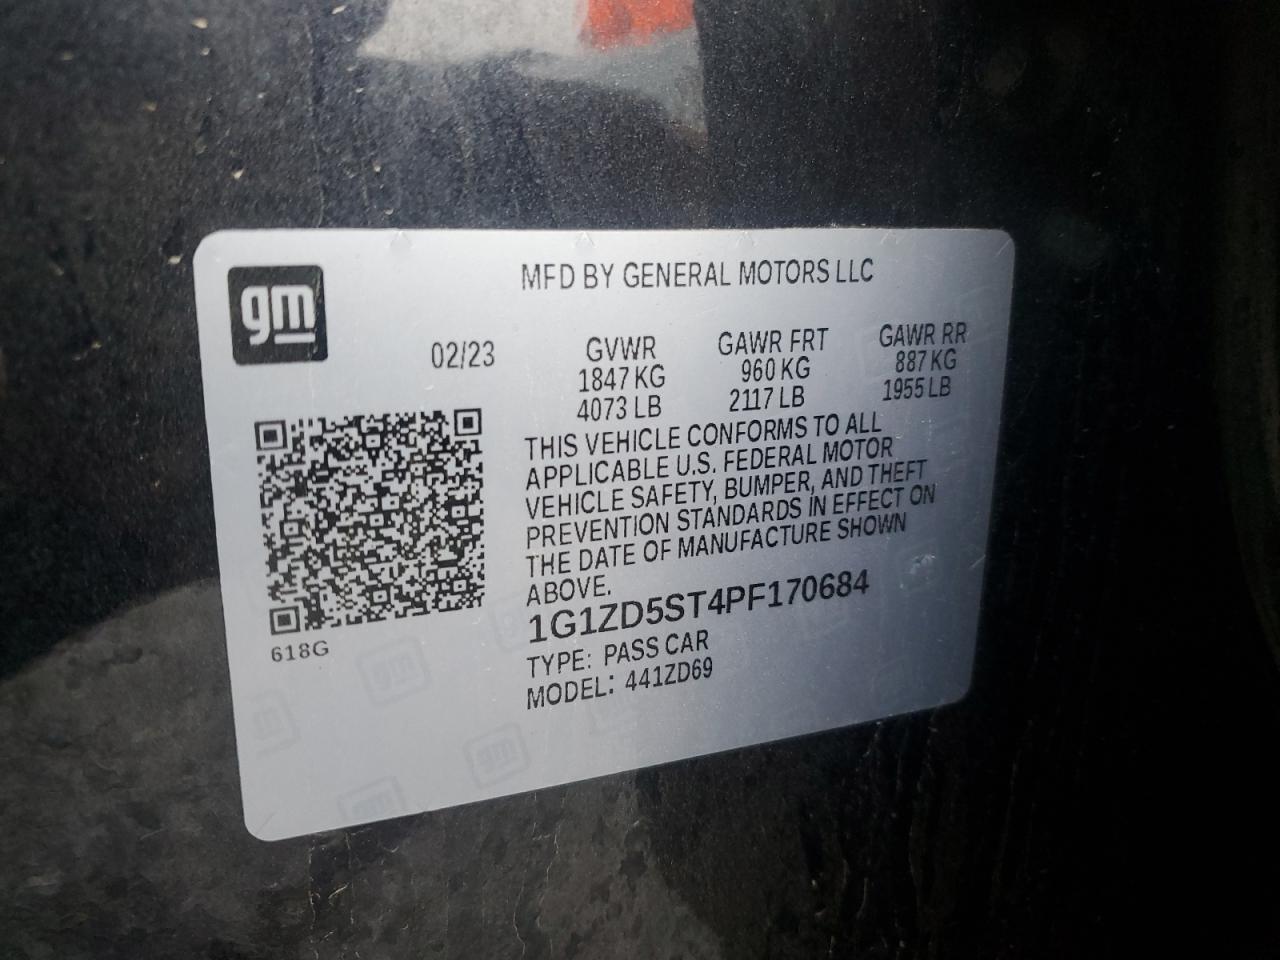 gm
MFD BY GENERAL MOTORS LLC
02/23 GVWR GAWR FRT GAWR RR
1847 KG 960 KG 887 KG
4073 LB 2117 LB 1955 LB
THIS VEHICLE CONFORMS TO ALL
APPLICABLE U.S. FEDERAL MOTOR
VEHICLE SAFETY, BUMPER, AND THEFT
PREVENTION STANDARDS IN EFFECT ON
THE DATE OF MANUFACTURE SHOWN
ABOVE.
1G1ZD5ST4PF170684
TYPE: PASS CAR
MODEL: 441ZD69
618G